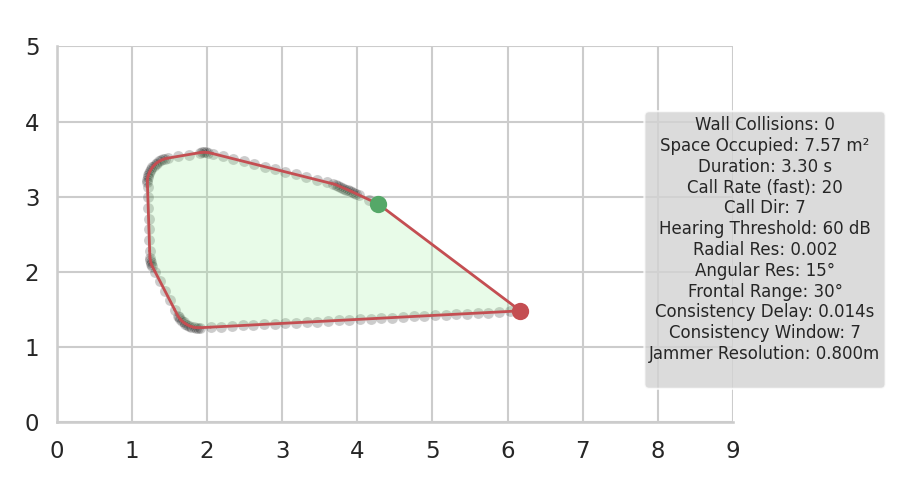 5
4
3
2
1
0
0 1 2 3 4 5 6 7 8 9
Wall Collisions: 0
Space Occupied: 7.57 m²
Duration: 3.30 s
Call Rate (fast): 20
Call Dir: 7
Hearing Threshold: 60 dB
Radial Res: 0.002
Angular Res: 15°
Frontal Range: 30°
Consistency Delay: 0.014s
Consistency Window: 7
Jammer Resolution: 0.800m